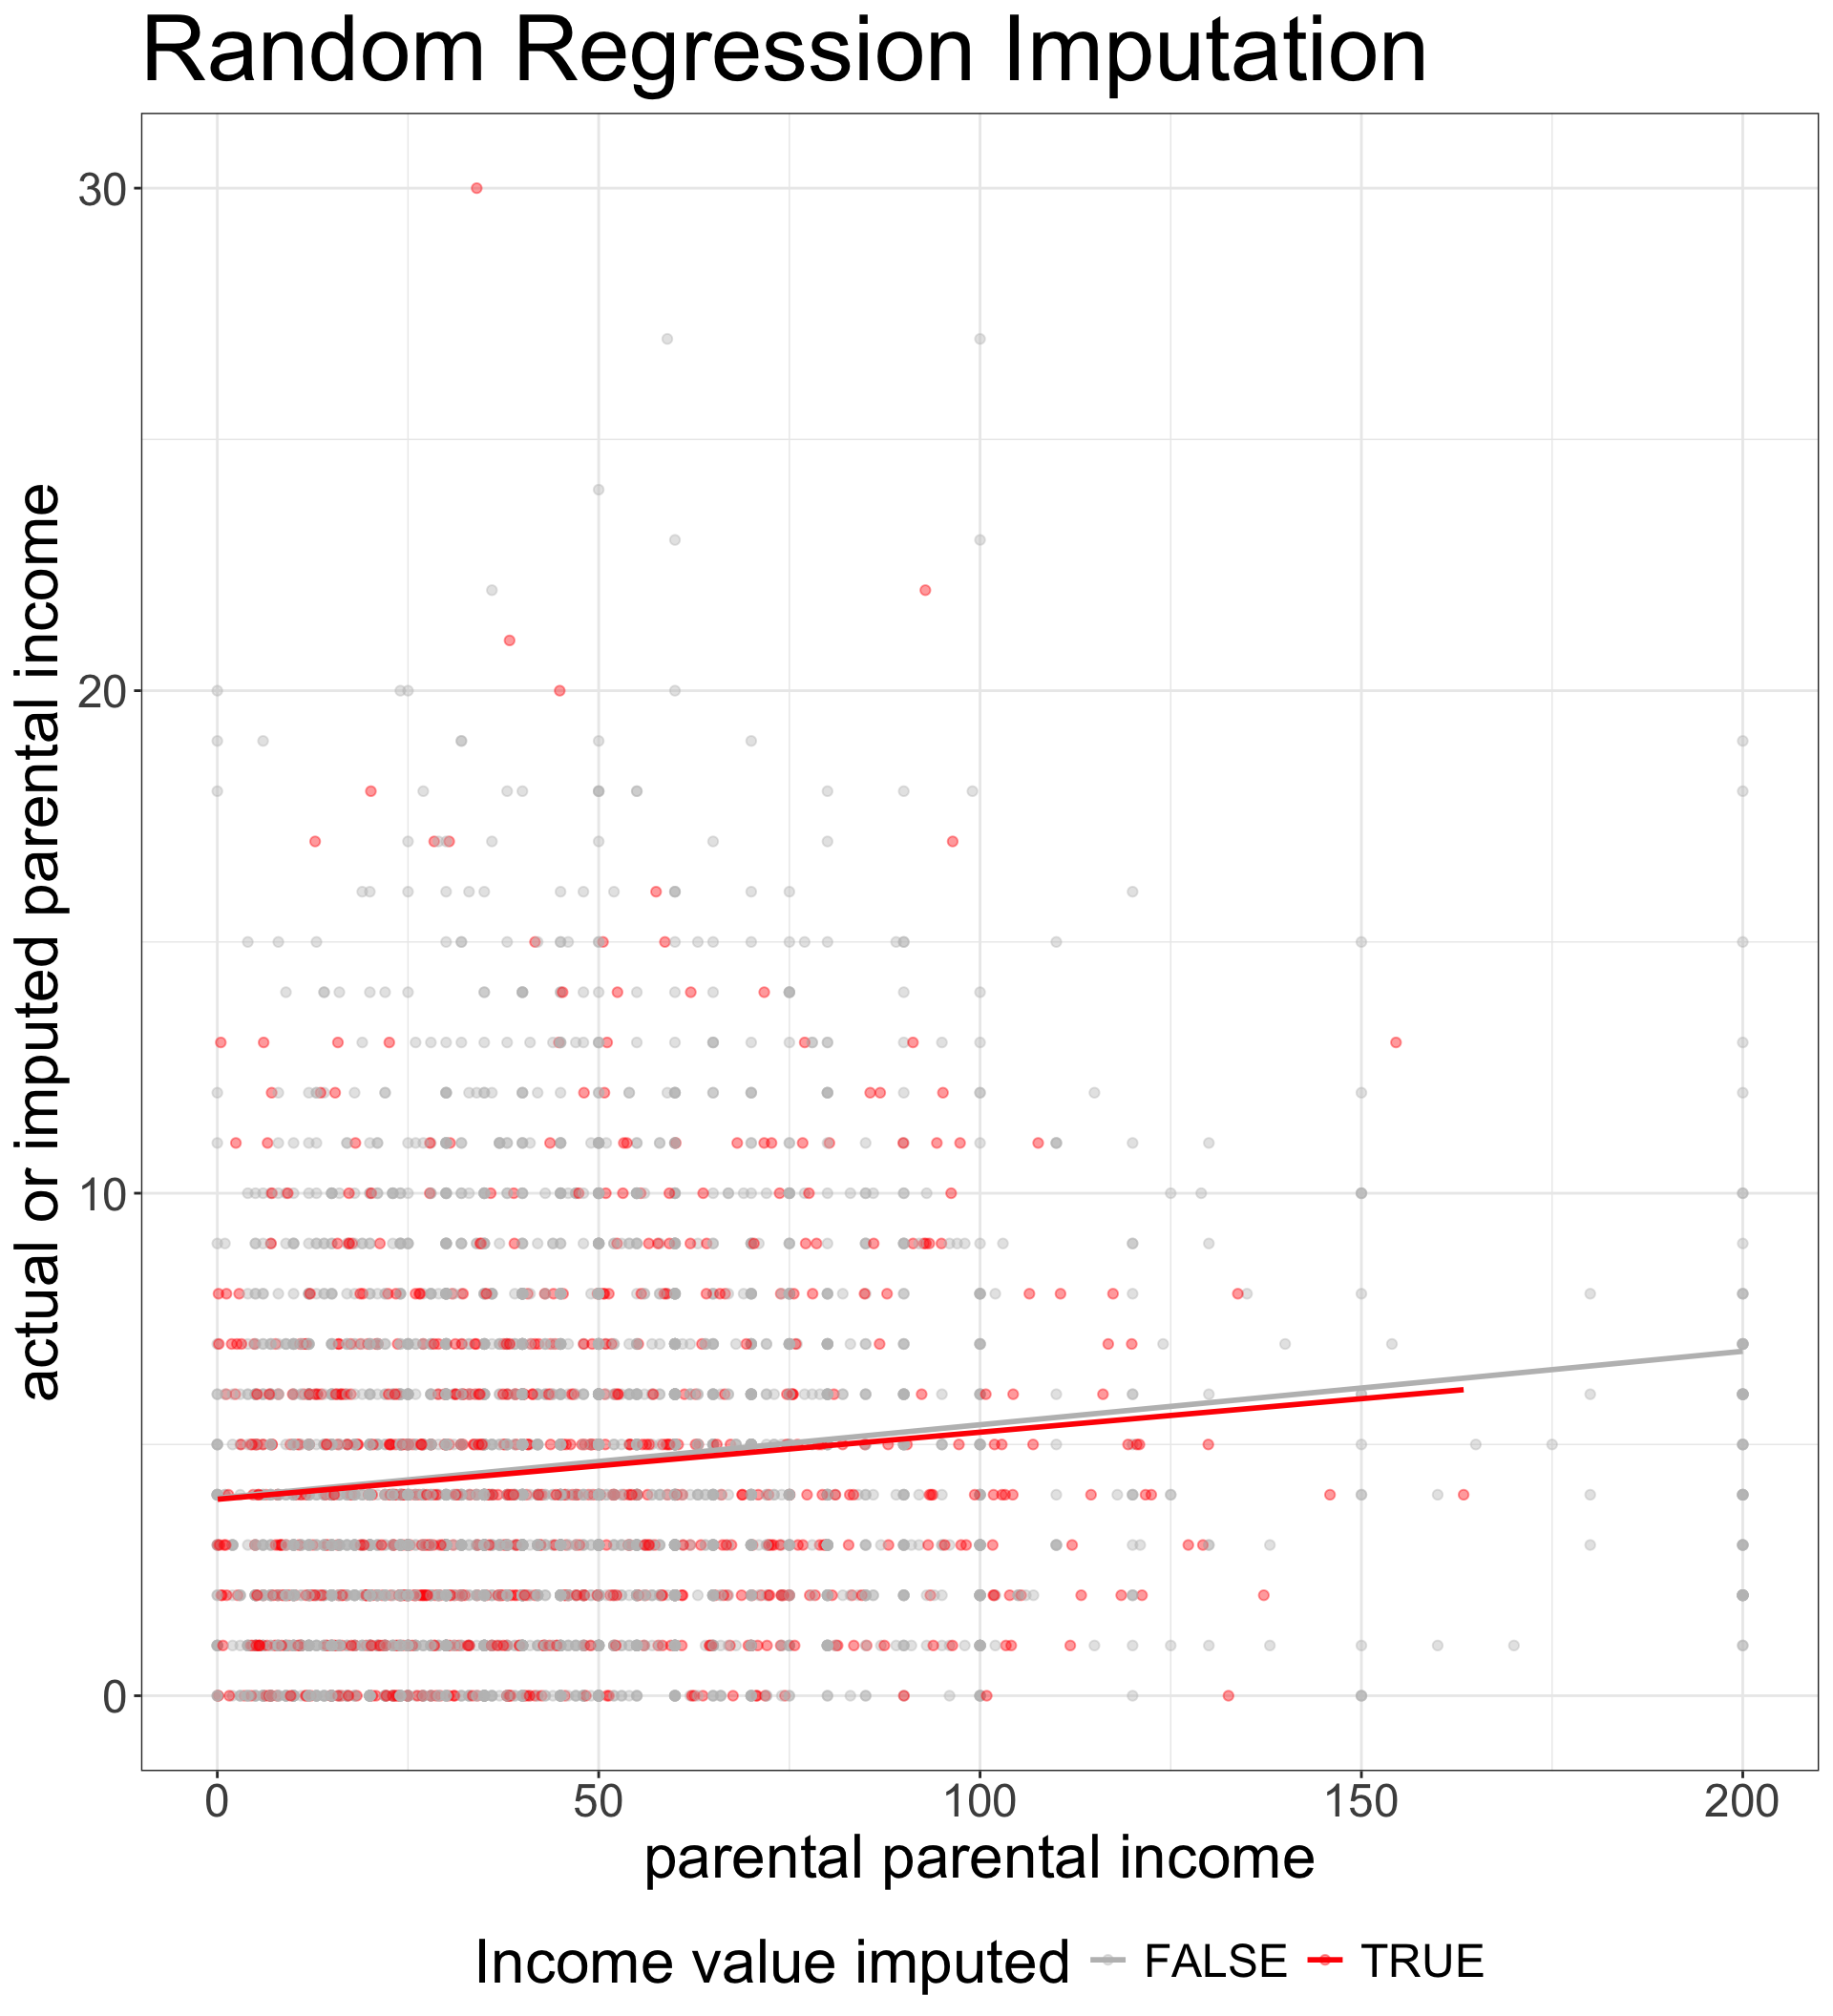 Random Regression Imputation
actual or imputed parental income
30
20
10
0
0 50 100 150 200
parental parental income
Income value imputed FALSE TRUE